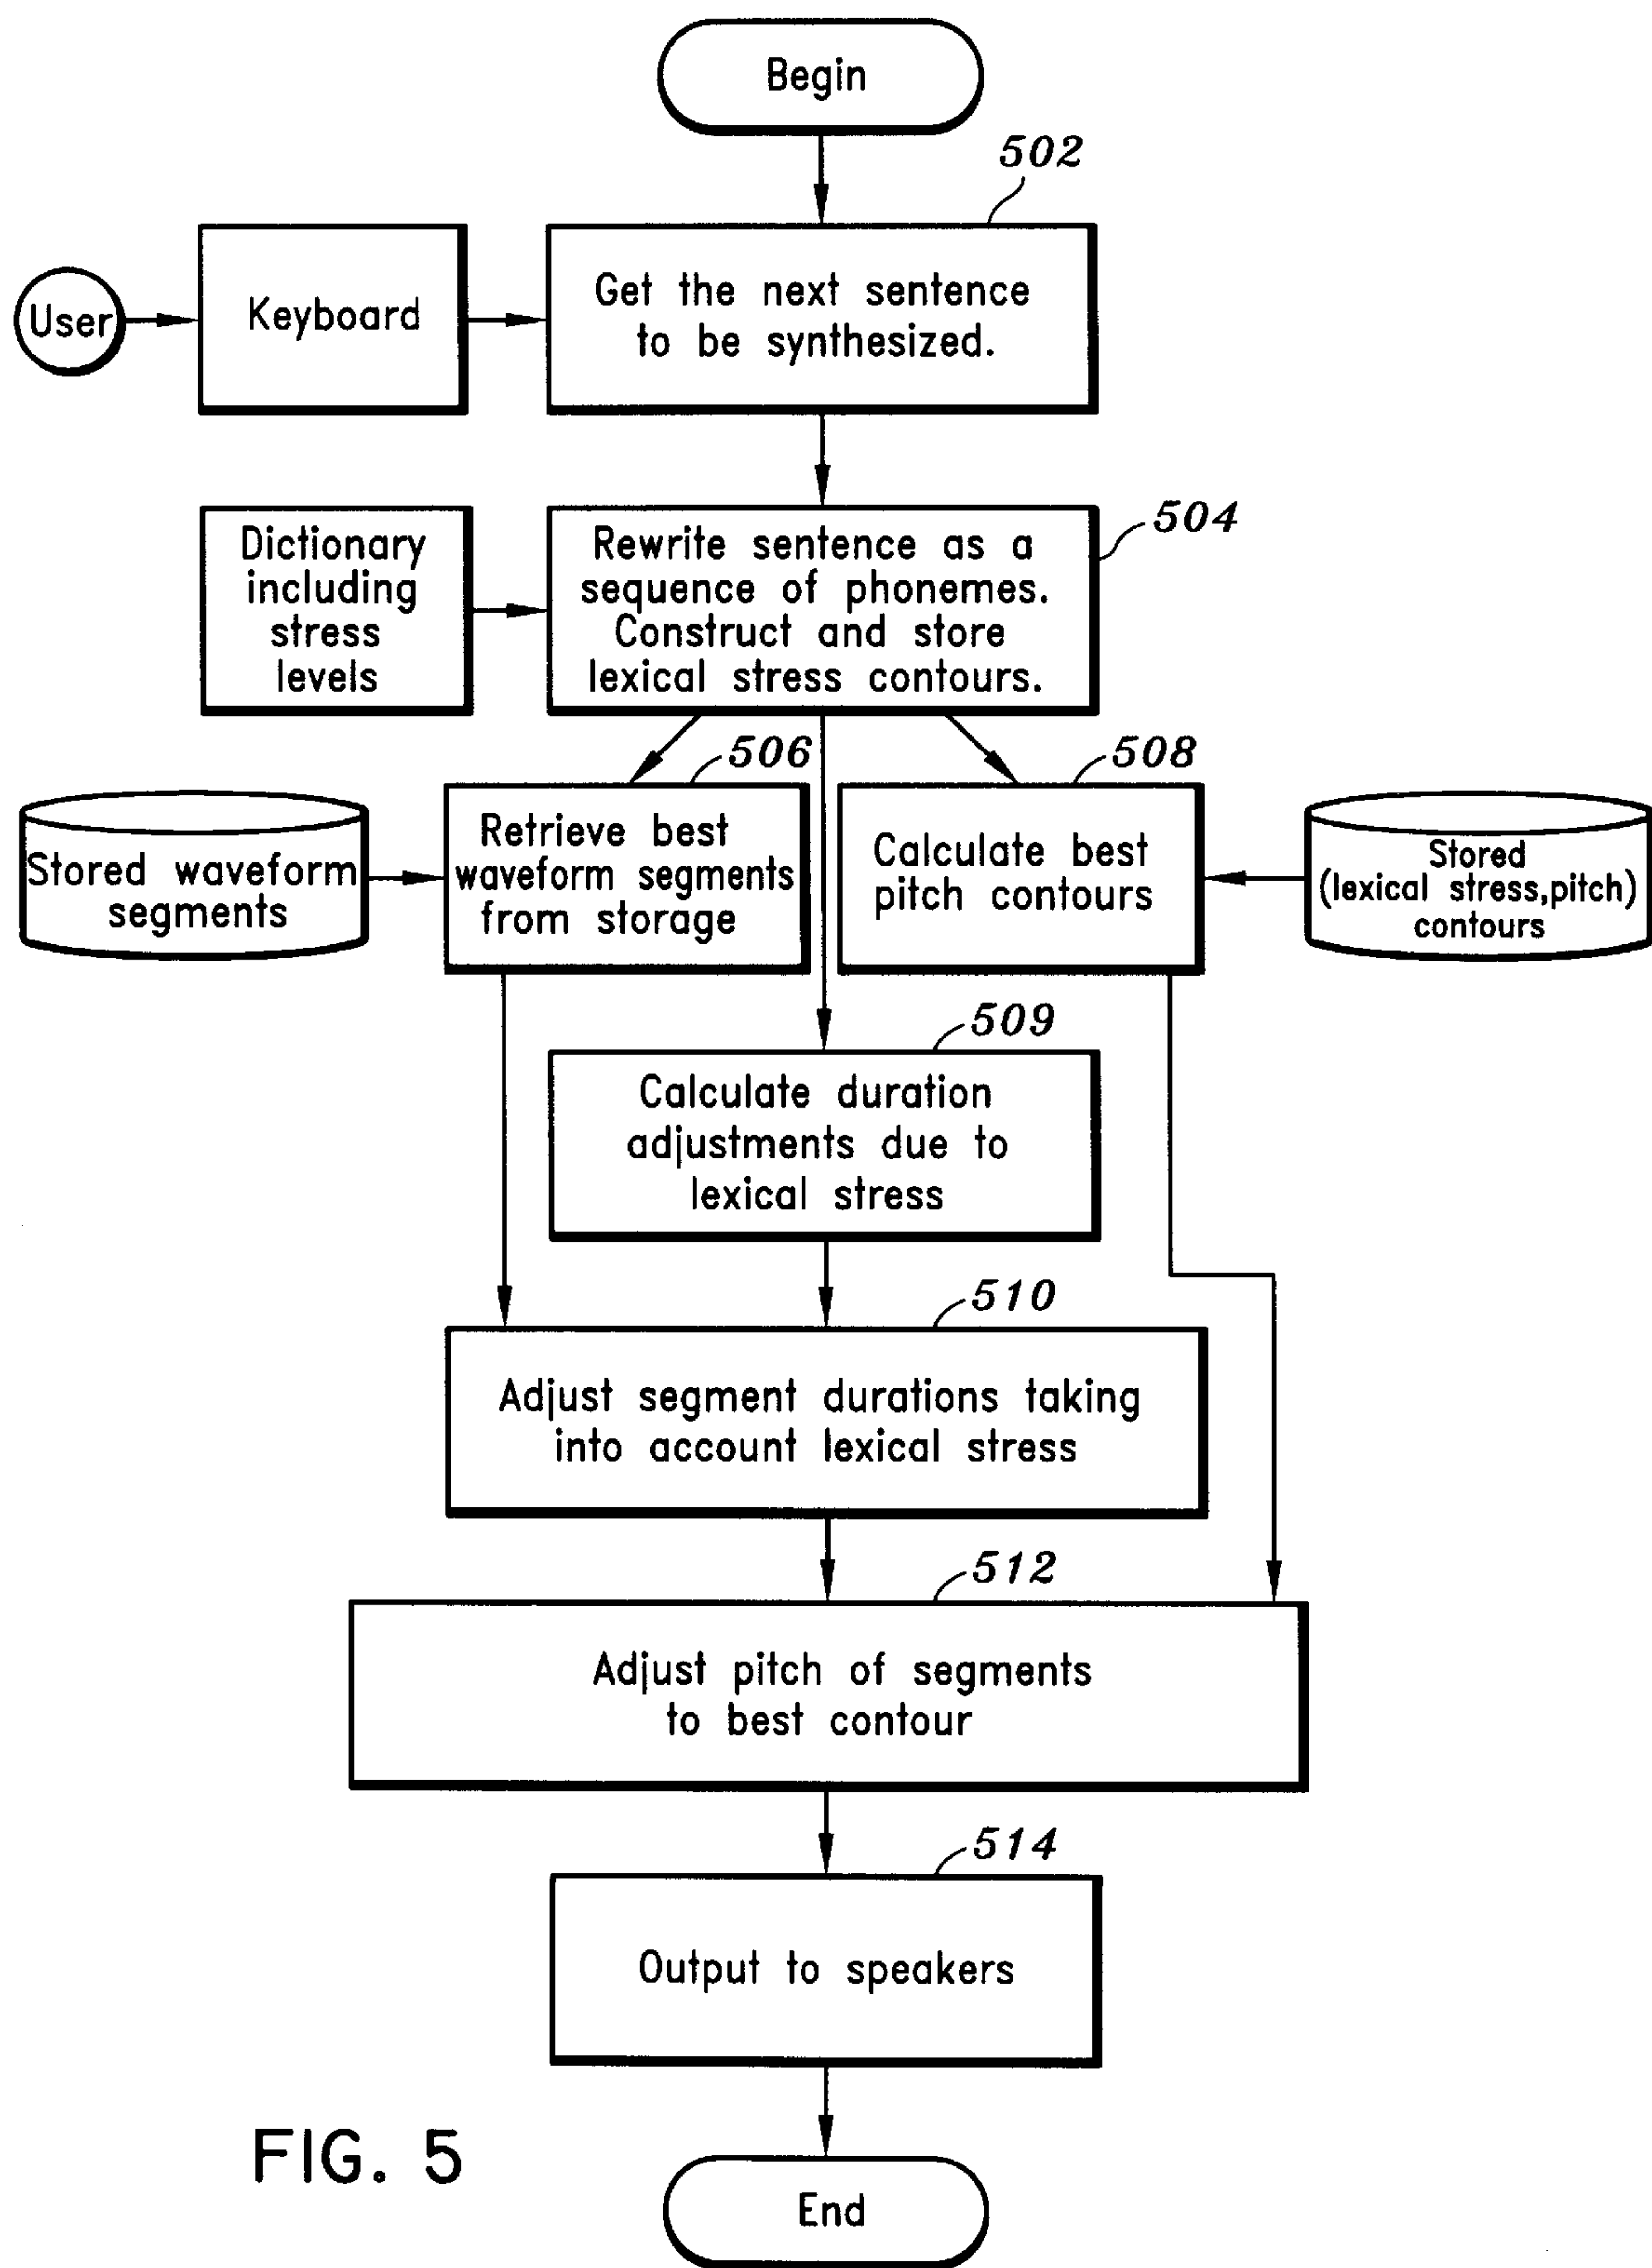 Begin
502
User
Keyboard
Get the next sentence
to be synthesized.
504
Dictionary
including
stress
levels
Rewrite sentence as a
sequence of phonemes.
Construct and store
lexical stress contours.
506
508
Stored waveform
segments
Retrieve best
waveform segments
from storage
Calculate best
pitch contours
Stored
(lexical stress,pitch)
contours
509
Calculate duration
adjustments due to
lexical stress
510
Adjust segment durations taking
into account lexical stress
512
Adjust pitch of segments
to best contour
514
Output to speakers
FIG. 5
End